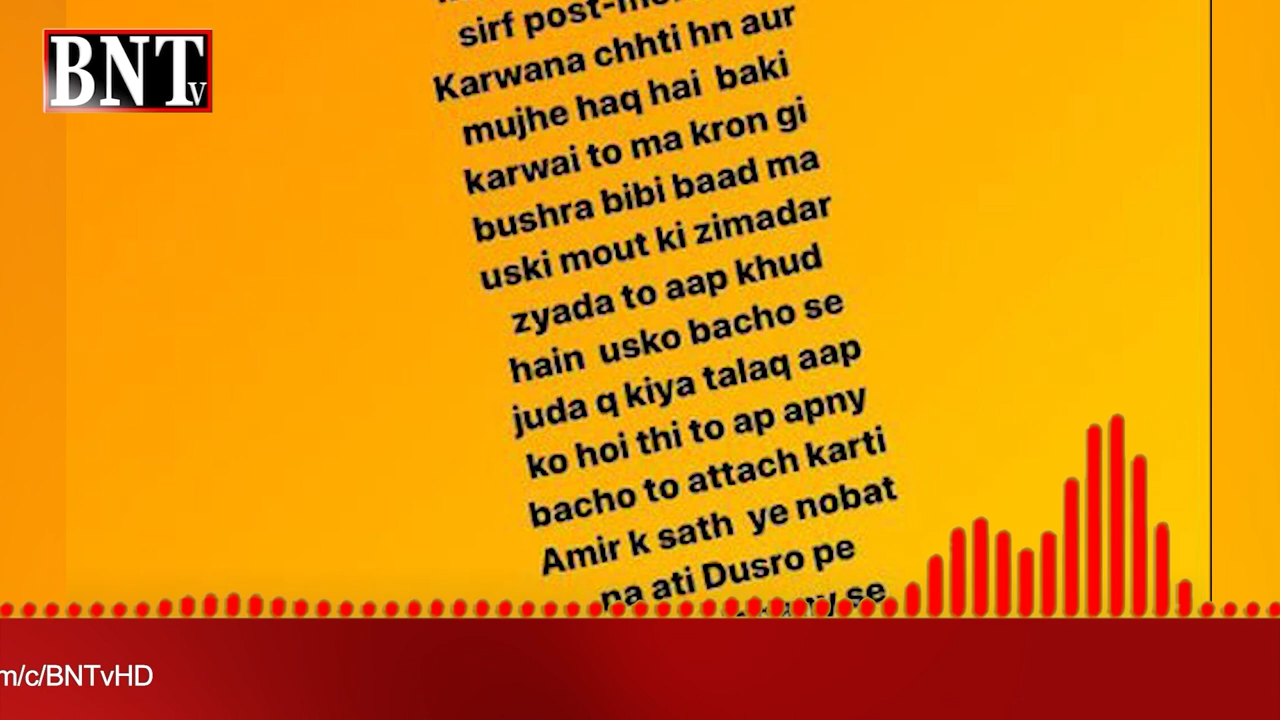 BNTv
sirf
Karwana chhti hn aur
mujhe haq hai baki
karwai to ma kron gi
bushra bibi baad ma
uski mout ki zimadar
zyada to aap khud
hain usko bacho se
juda q kiya talaq aap
ko hoi thi to ap apny
bacho to attach karti
Amir k sath ye nobat
na ati Dusro pe
se
m/c/BNTvHD